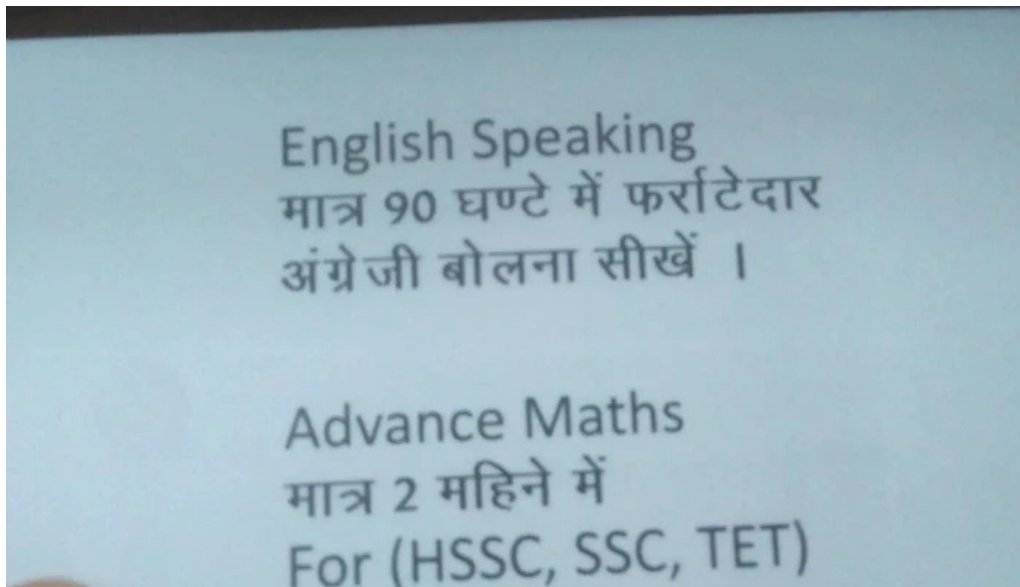 English Speaking
मात्र 90 घण्टे में फर्राटेदार
अंग्रेजी बोलना सीखें ।
Advance Maths
मात्र 2 महिने में
For (HSSC, SSC, TET)